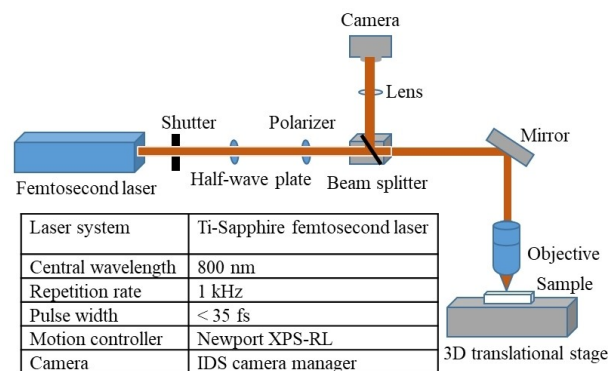 Camera
Lens
Shutter
Polarizer
Mirror
Femtosecond laser
Half-wave plate
Beam splitter
Objective
Sample
3D translational stage
Laser system Ti-Sapphire femtosecond laser
Central wavelength 800 nm
Repetition rate 1 kHz
Pulse width < 35 fs
Motion controller Newport XPS-RL
Camera IDS camera manager